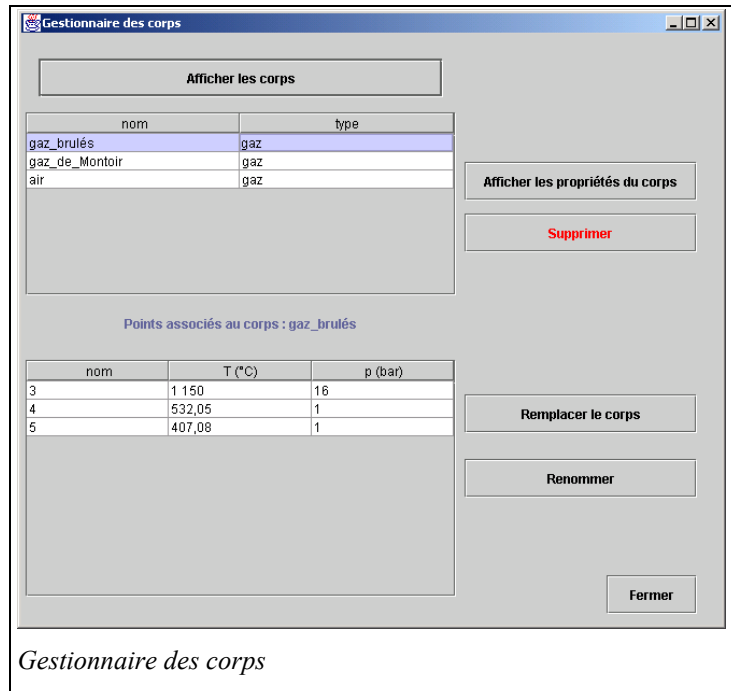 Gestionnaire des corps
Afficher les corps
nom type
gaz_brulés gaz
gaz_de_Montoir gaz
air gaz
Afficher les propriétés du corps
Supprimer
Points associés au corps : gaz_brulés
nom T (°C) p (bar)
3 1 150 16
4 532,05 1
5 407,08 1
Remplacer le corps
Renommer
Fermer
Gestionnaire des corps